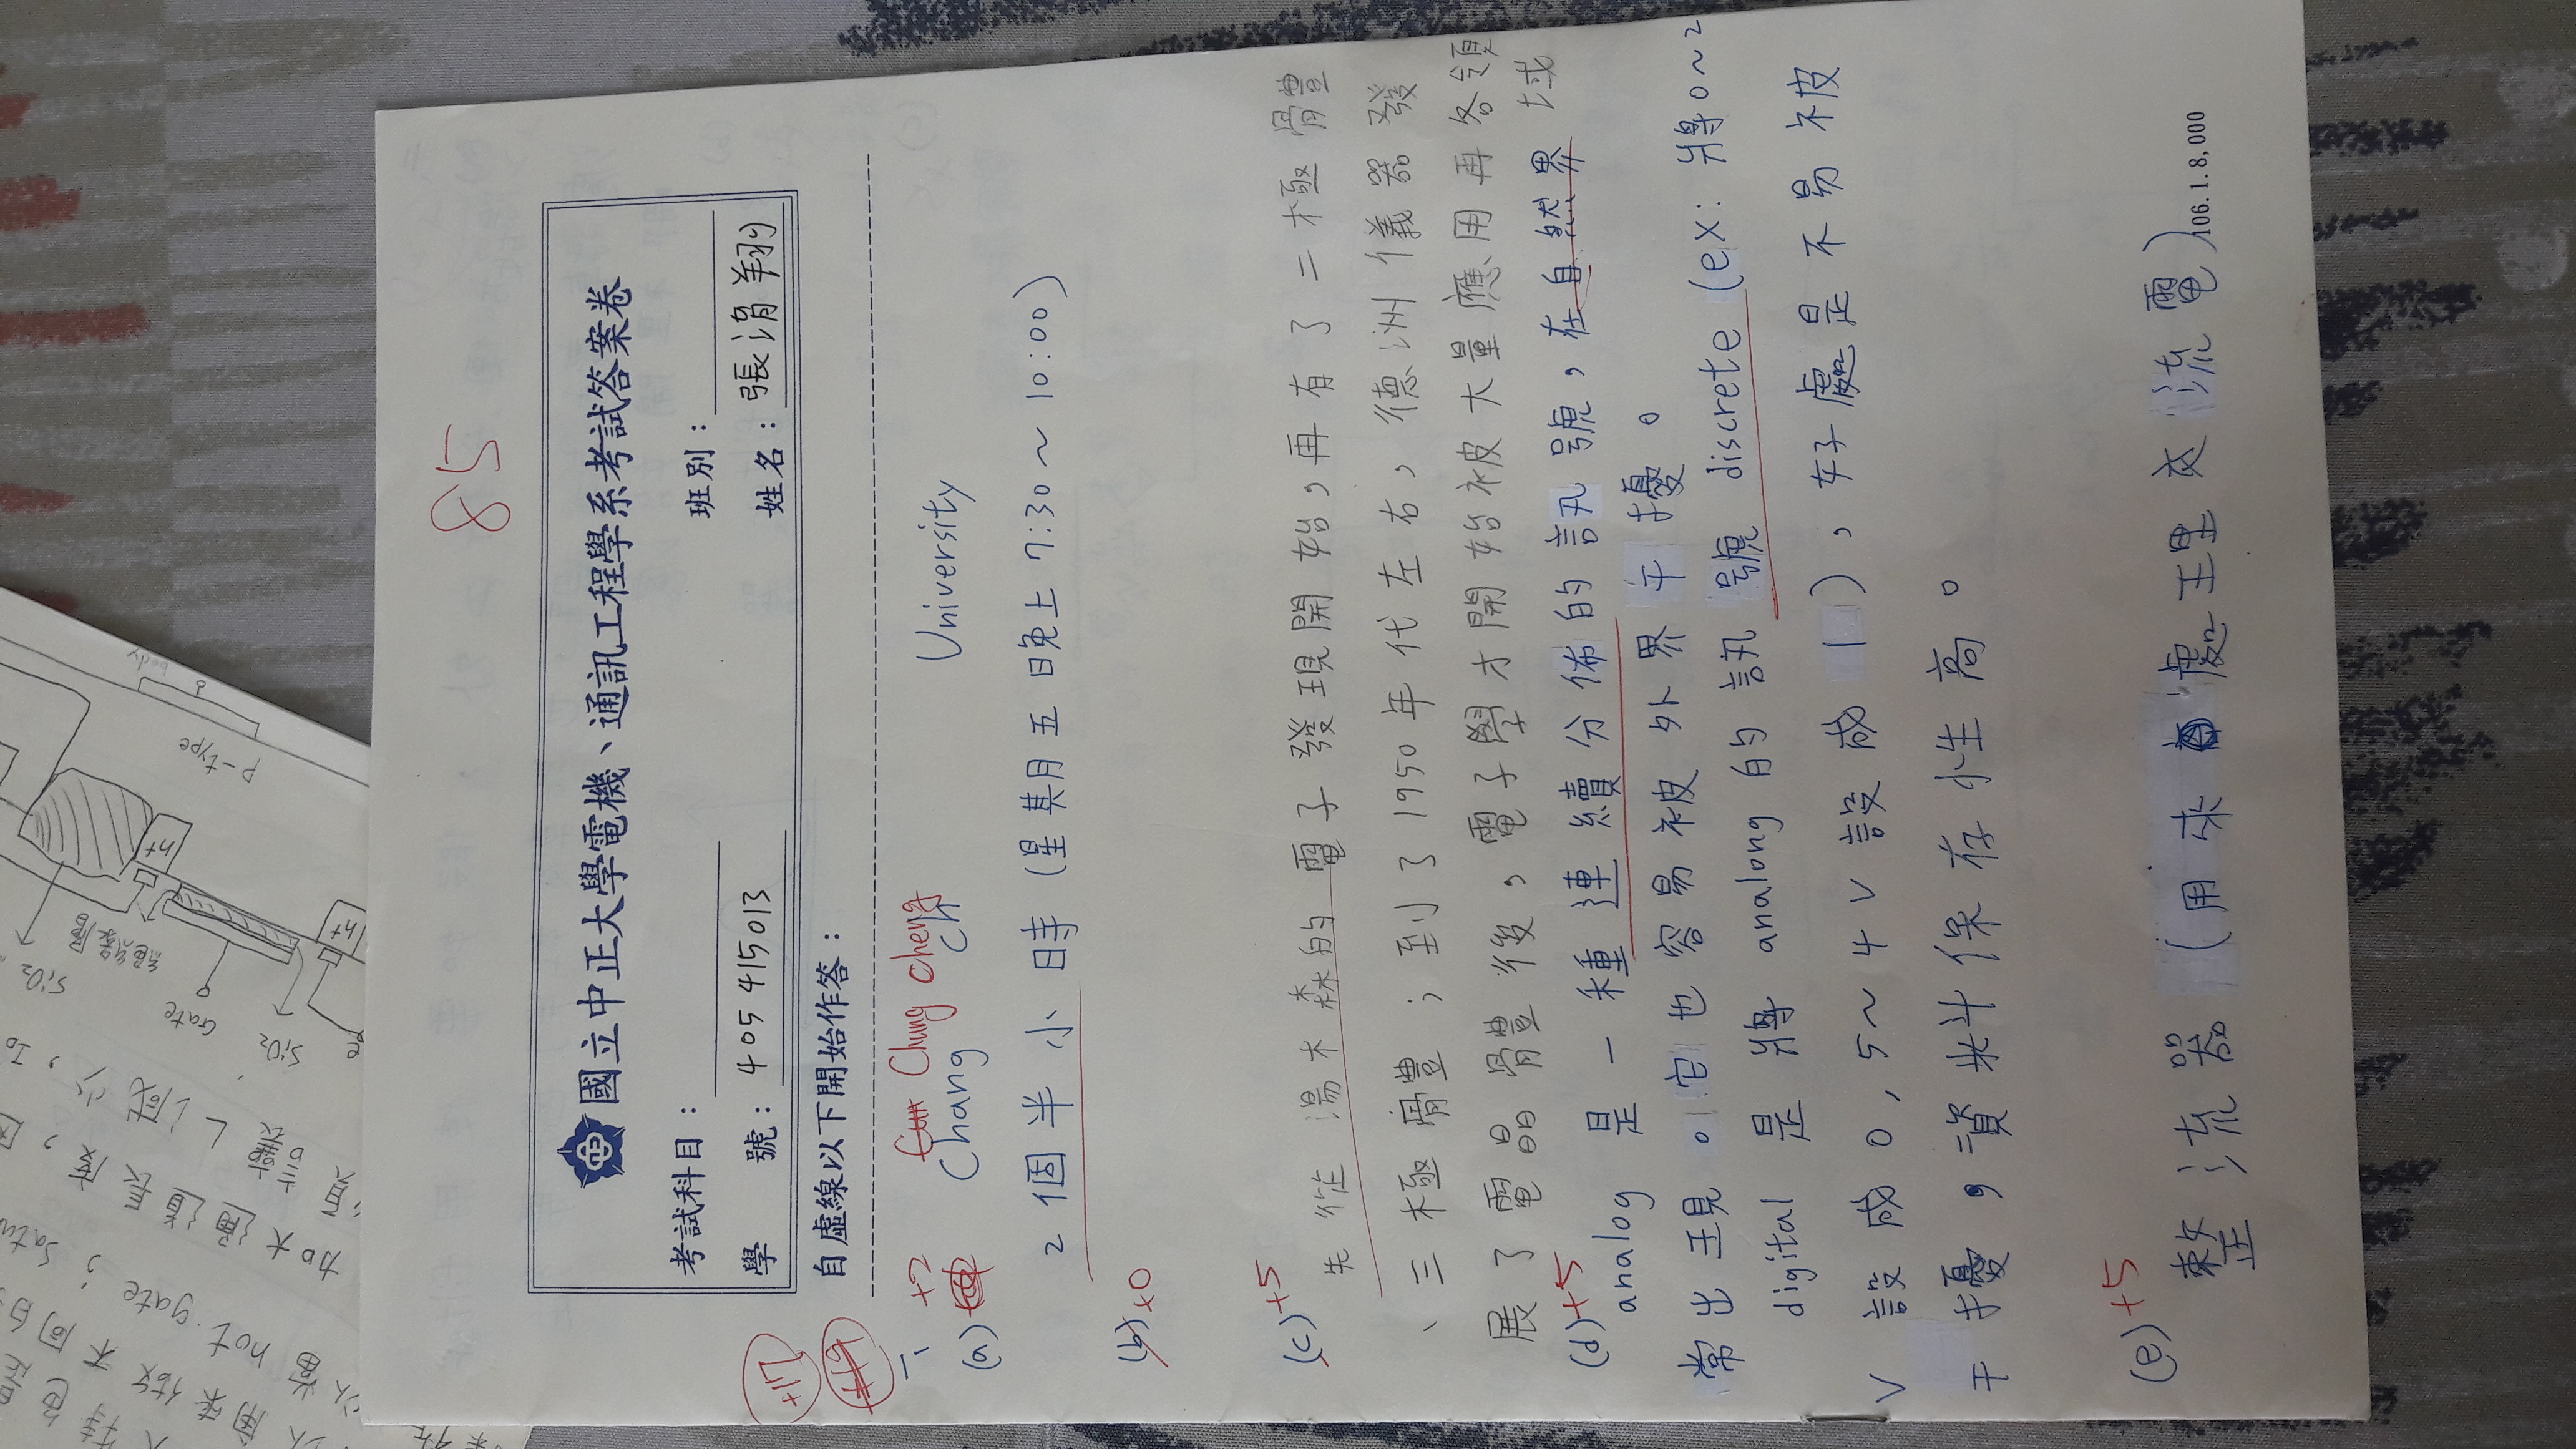 特色是
用來做不同的
以當 not gate ; Satu
加大通道長度，因
須讓 L 減少，I₀
SiO₂
絕緣層
Gate
SiO₂
n+
n+
P-type
body
85
國立中正大學電機、通訊工程學系考試答案卷
考試科目：
班別：
學 號：405415013
姓名：張淯翔
自虛線以下開始作答：
+17
+19
一、
+2
Chung cheng
(a) Chang ch University
2個半小時(星期五晚上7:30~10:00)
(b)+0
(c)+5
先從湯木森的電子發現開始，再有了二極體
、三極體；到了1950年代左右，德洲儀器發
展了電晶體後，電子學才開始被大量應用再各領
域
(d)+5
analog 是一種連續分佈的訊號，在自然界
常出現。它也容易被外界干擾。
digital 是將 analong 的訊號 discrete (ex: 將0~2
V 設成0, 5~4V設成1)，好處是不易被
干擾，資料保存性高。
(e)+5
整流器(用來處理交流電)
106.1.8,000